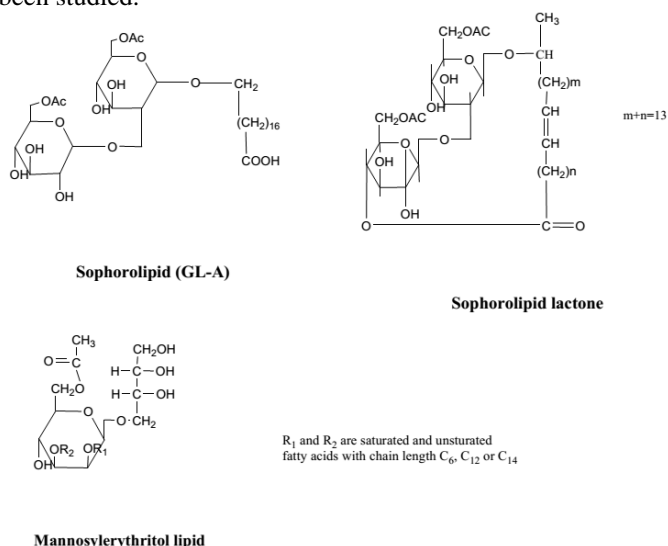 been studied.
OAc
O
OH
O
CH2
OH
(CH2)16
COOH
OAc
O
OH
O
OH
OH
Sophorolipid (GL-A)
CH3
CH2OAC
O
CH
O
OH
(CH2)m
OH
CH
CH2OAC
O
O
CH
OH
(CH2)n
OH
O
C=O
m+n=13
Sophorolipid lactone
CH3
O=C
CH2O
CH2OH
H-C-OH
H-C-OH
O·CH2
O
OR2 OR1
OH
R1 and R2 are saturated and unsturated
fatty acids with chain length C6, C12 or C14
Mannosylerythritol lipid